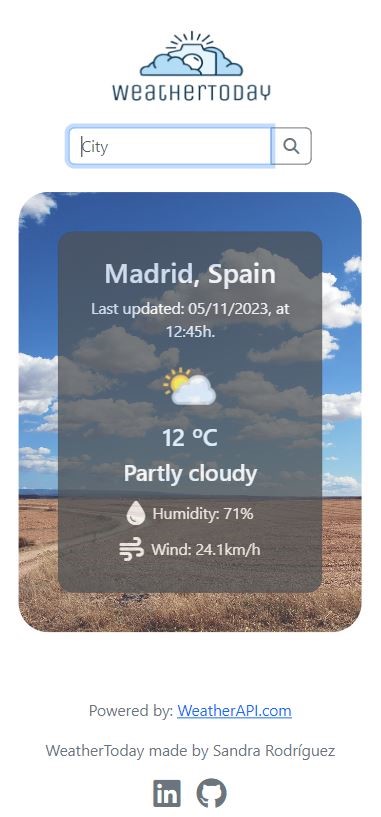 WEATHERTODAY
City
Madrid, Spain
Last updated: 05/11/2023, at
12:45h.
12 ºC
Partly cloudy
Humidity: 71%
Wind: 24.1km/h
Powered by: WeatherAPI.com
WeatherToday made by Sandra Rodríguez
in